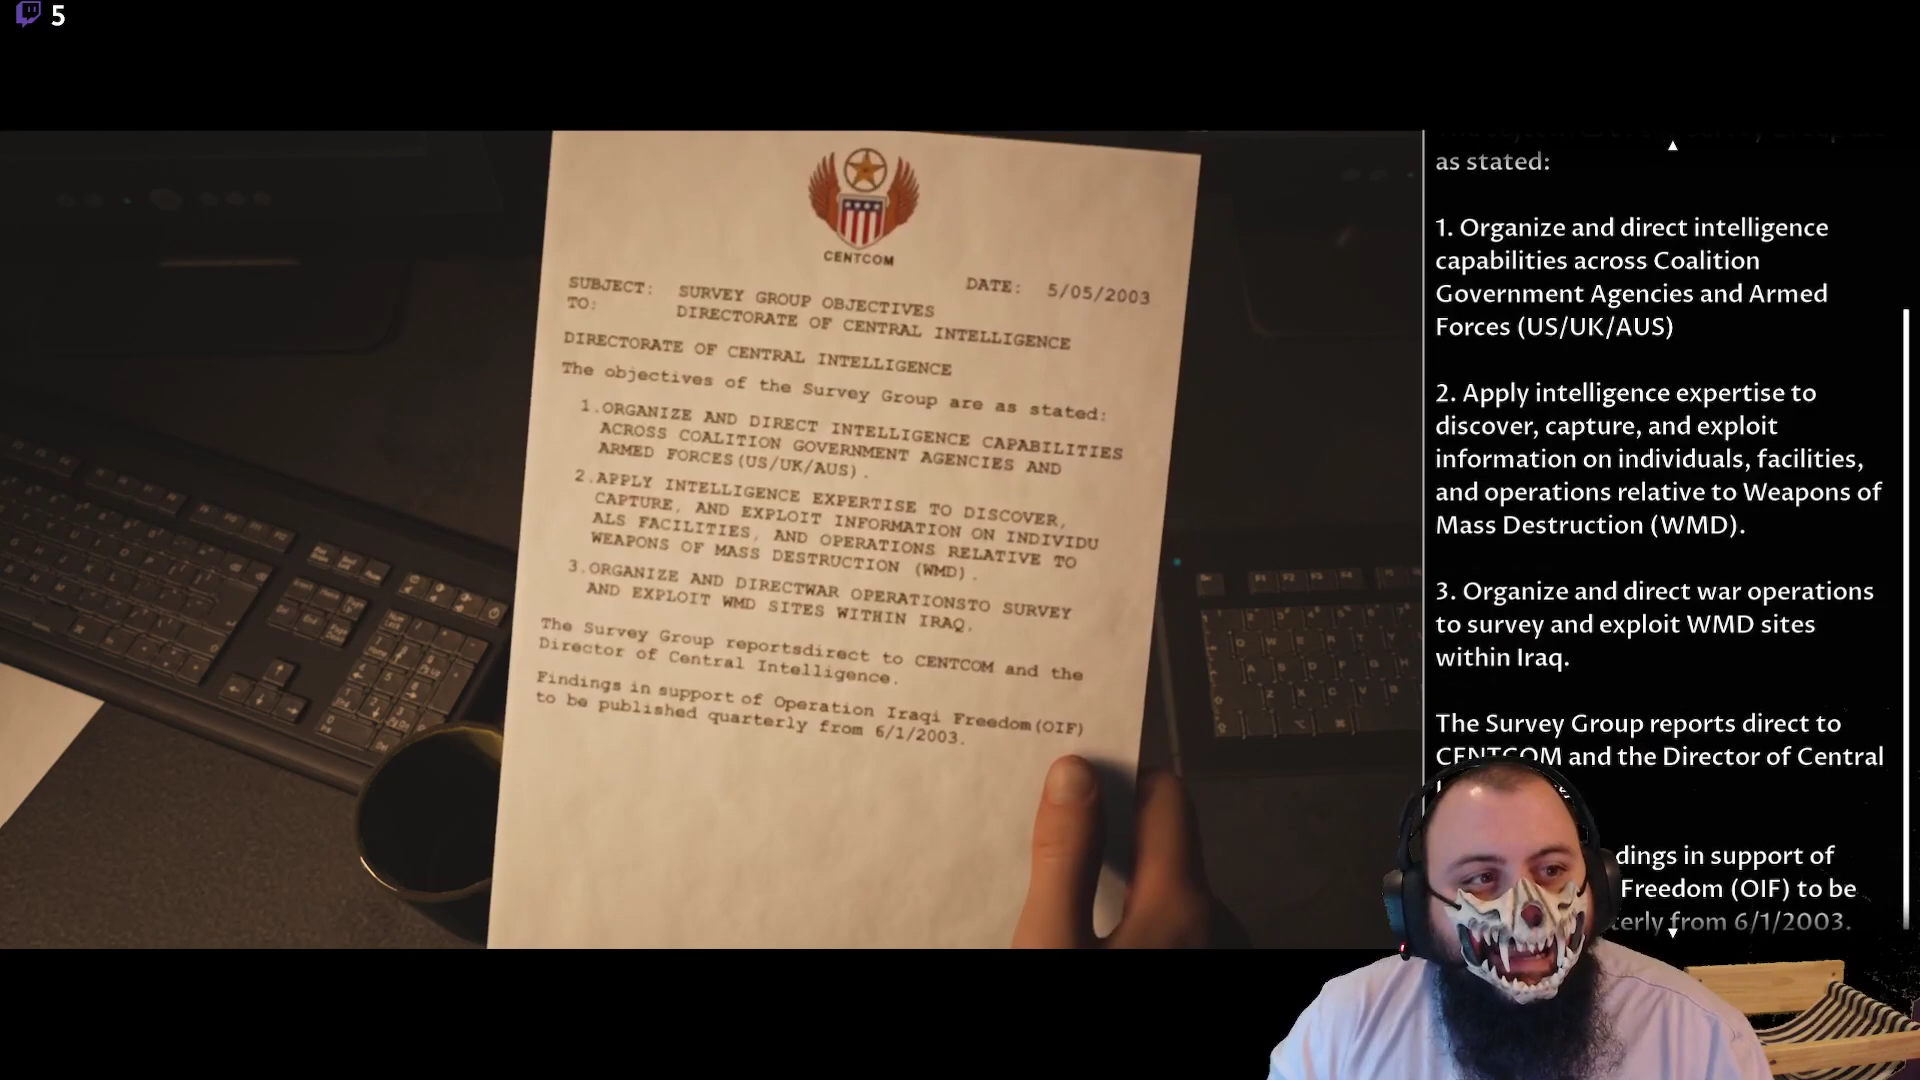 5
CENTCOM
DATE: 5/05/2003
SUBJECT: SURVEY GROUP OBJECTIVES
TO: DIRECTORATE OF CENTRAL INTELLIGENCE
DIRECTORATE OF CENTRAL INTELLIGENCE
The objectives of the Survey Group are as stated:
1.ORGANIZE AND DIRECT INTELLIGENCE CAPABILITIES
ACROSS COALITION GOVERNMENT AGENCIES AND
ARMED FORCES(US/UK/AUS).
2.APPLY INTELLIGENCE EXPERTISE TO DISCOVER,
CAPTURE, AND EXPLOIT INFORMATION ON INDIVIDU
ALS FACILITIES, AND OPERATIONS RELATIVE TO
WEAPONS OF MASS DESTRUCTION (WMD).
3.ORGANIZE AND DIRECTWAR OPERATIONSTO SURVEY
AND EXPLOIT WMD SITES WITHIN IRAQ.
The Survey Group reportsdirect to CENTCOM and the
Director of Central Intelligence.
Findings in support of Operation Iraqi Freedom(OIF)
to be published quarterly from 6/1/2003.
as stated:
1. Organize and direct intelligence
capabilities across Coalition
Government Agencies and Armed
Forces (US/UK/AUS)
2. Apply intelligence expertise to
discover, capture, and exploit
information on individuals, facilities,
and operations relative to Weapons of
Mass Destruction (WMD).
3. Organize and direct war operations
to survey and exploit WMD sites
within Iraq.
The Survey Group reports direct to
CENTCOM and the Director of Central
dings in support of
Freedom (OIF) to be
terly from 6/1/2003.